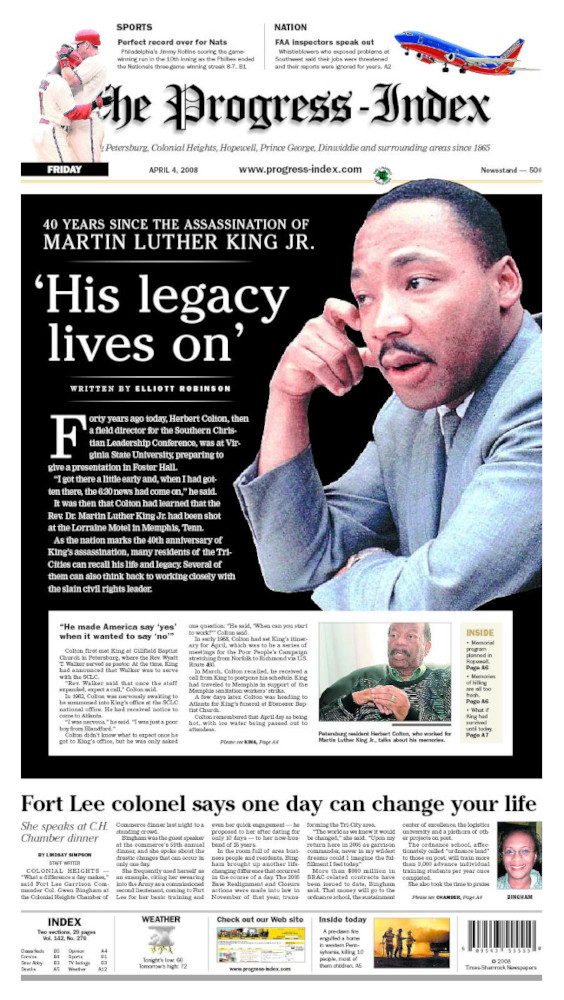 SPORTS
Perfect record over for Nats
Philadelphia's Jimmy Rollins scoring the game-
winning run in the 10th inning as the Phillies ended
the Nationals three-game winning streak 8-7. B1
NATION
FAA inspectors speak out
Whistleblowers who exposed problems at
Southwest said their jobs were threatened
and their reports were ignored for years. A2
The Progress-Index
Petersburg, Colonial Heights, Hopewell, Prince George, Dinwiddie and surrounding areas since 1865
FRIDAY
APRIL 4, 2008
www.progress-index.com
Newsstand — 50¢
40 YEARS SINCE THE ASSASSINATION OF
MARTIN LUTHER KING JR.
'His legacy
lives on'
WRITTEN BY ELLIOTT ROBINSON
Forty years ago today, Herbert Colton, then
a field director for the Southern Chris-
tian Leadership Conference, was at Vir-
ginia State University, preparing to
give a presentation in Foster Hall.
"I got there a little early and, when I had got-
ten there, the 6:30 news had come on," he said.
It was then that Colton had learned that the
Rev. Dr. Martin Luther King Jr. had been shot
at the Lorraine Motel in Memphis, Tenn.
As the nation marks the 40th anniversary of
King's assassination, many residents of the Tri-
Cities can recall his life and legacy. Several of
them can also think back to working closely with
the slain civil rights leader.
"He made America say 'yes'
when it wanted to say 'no'"
Colton first met King at Gillfield Baptist
Church in Petersburg, where the Rev. Wyatt
T. Walker served as pastor. At the time, King
had announced that Walker was to serve
with the SCLC.
"Rev. Walker said that once the staff
expanded, expect a call," Colton said.
In 1962, Colton was nervously awaiting to
be summoned into King's office at the SCLC
national office. He had received notice to
come to Atlanta.
"I was nervous," he said. "I was just a poor
boy from Blandford."
Colton didn't know what to expect once he
got to King's office, but he was only asked
one question: "He said, 'When can you start
to work?'" Colton said.
In early 1968, Colton had set King's itiner-
ary for April, which was to be a series of
meetings for the Poor People's Campaign
stretching from Norfolk to Richmond via U.S.
Route 460.
In March, Colton recalled, he received a
call from King to postpone his schedule. King
had traveled to Memphis in support of the
Memphis sanitation workers' strike.
A few days later, Colton was heading to
Atlanta for King's funeral at Ebenezer Bap-
tist Church.
Colton remembered that April day as being
hot, with ice water being passed out to
attendees.
Please see KING, Page A4
Petersburg resident Herbert Colton, who worked for
Martin Luther King Jr., talks about his memories.
INSIDE
• Memorial
program
planned in
Hopewell.
Page A6
• Memories
of killing
are all too
fresh.
Page A6
• What if
King had
survived
until today.
Page A7
Fort Lee colonel says one day can change your life
She speaks at C.H.
Chamber dinner
BY LINDSAY SIMPSON
STAFF WRITER
COLONIAL HEIGHTS —
"What a difference a day makes,"
said Fort Lee Garrison Com-
mander Col. Gwen Bingham at
the Colonial Heights Chamber of
Commerce dinner last night to a
standing crowd.
Bingham was the guest speaker
at the commerce's 59th annual
dinner, and she spoke about the
drastic changes that can occur in
only one day.
She frequently used herself as
an example, citing her swearing
into the Army as a commissioned
second lieutenant, coming to Fort
Lee for her basic training and
even her quick engagement — he
proposed to her after dating for
only 10 days — to her now-hus-
band of 25 years.
In the room full of area busi-
ness people and residents, Bing-
ham brought up another life-
changing difference that occurred
in the course of a day. The 2005
Base Realignment and Closure
actions were made into law in
November of that year, trans-
forming the Tri-City area.
"The world as we knew it would
be changed," she said. "Upon my
return here in 2006 as garrison
commander, never in my wildest
dreams could I imagine the ful-
fillment I feel today."
More than $660 million in
BRAC-related contracts have
been issued to date, Bingham
said. That money will go to the
ordnance school, the sustainment
center of excellence, the logistics
university and a plethora of oth-
er projects on post.
The ordnance school, affec-
tionately called "ordnance land"
to those on post, will train more
than 5,000 advance individual
training students per year once
completed.
She also took the time to praise
Please see CHAMBER, Page A8
BINGHAM
INDEX
Two sections, 20 pages
Vol. 142, No. 276
Classifieds B5 Opinion A4
Comics B4 Sports B1
Dear Abby B3 TV listings B3
Deaths A5 Weather A12
WEATHER
Tonight's low: 66
Tomorrow's high: 72
Check out our Web site
www.progress-index.com
Inside today
A pre-dawn fire
engulfed a home
in western Penn-
sylvania, killing 10
people, most of
them children. A5
© 2008
Times-Shamrock Newspapers